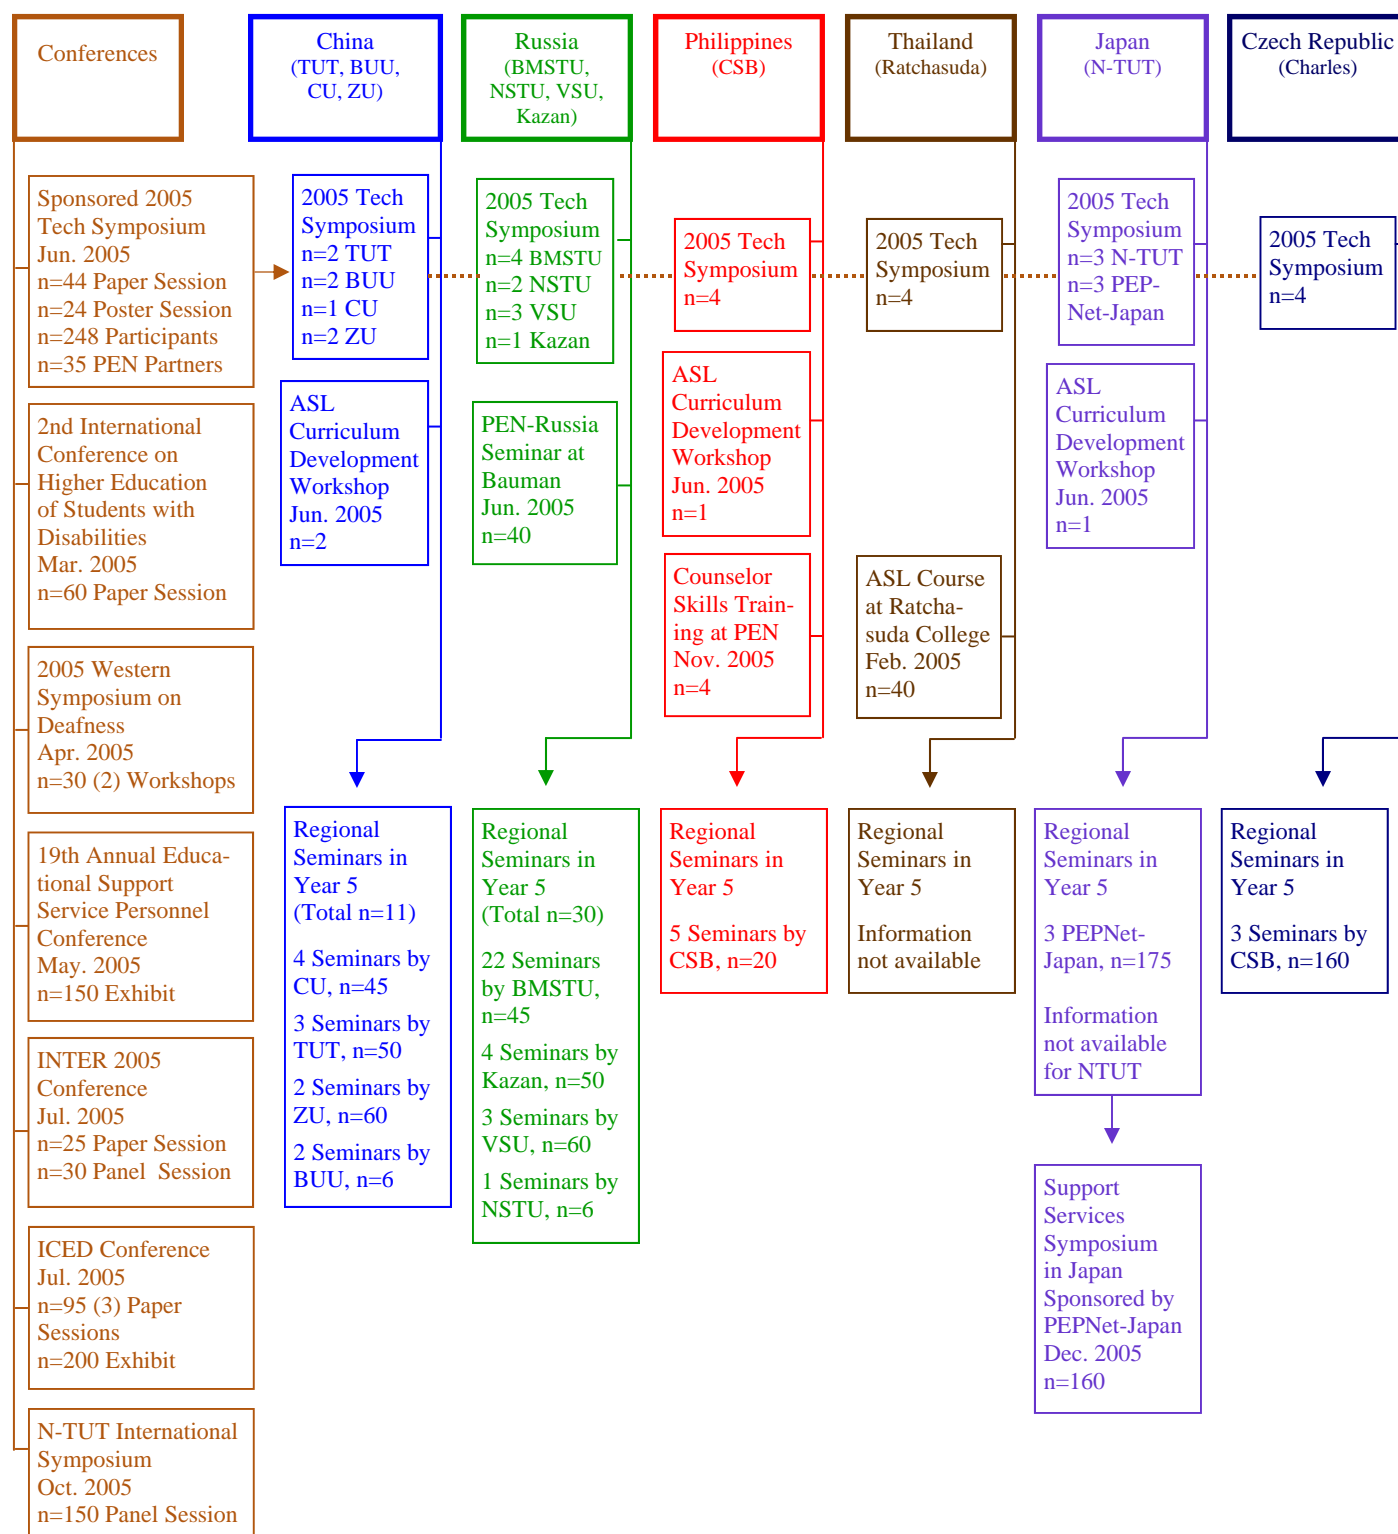 Conferences
China
(TUT, BUU,
CU, ZU)
Russia
(BMSTU,
NSTU, VSU,
Kazan)
Philippines
(CSB)
Thailand
(Ratchasuda)
Japan
(N-TUT)
Czech Republic
(Charles)
Sponsored 2005
Tech Symposium
Jun. 2005
n=44 Paper Session
n=24 Poster Session
n=248 Participants
n=35 PEN Partners
2nd International
Conference on
Higher Education
of Students with
Disabilities
Mar. 2005
n=60 Paper Session
2005 Western
Symposium on
Deafness
Apr. 2005
n=30 (2) Workshops
19th Annual Educa-
tional Support
Service Personnel
Conference
May. 2005
n=150 Exhibit
INTER 2005
Conference
Jul. 2005
n=25 Paper Session
n=30 Panel  Session
ICED Conference
Jul. 2005
n=95 (3) Paper
Sessions
n=200 Exhibit
N-TUT International
Symposium
Oct. 2005
n=150 Panel Session
2005 Tech
Symposium
n=2 TUT
n=2 BUU
n=1 CU
n=2 ZU
ASL
Curriculum
Development
Workshop
Jun. 2005
n=2
Regional
Seminars in
Year 5
(Total n=11)
4 Seminars by
CU, n=45
3 Seminars by
TUT, n=50
2 Seminars by
ZU, n=60
2 Seminars by
BUU, n=6
2005 Tech
Symposium
n=4 BMSTU
n=2 NSTU
n=3 VSU
n=1 Kazan
PEN-Russia
Seminar at
Bauman
Jun. 2005
n=40
Regional
Seminars in
Year 5
(Total n=30)
22 Seminars
by BMSTU,
n=45
4 Seminars by
Kazan, n=50
3 Seminars by
VSU, n=60
1 Seminars by
NSTU, n=6
2005 Tech
Symposium
n=4
ASL
Curriculum
Development
Workshop
Jun. 2005
n=1
Counselor
Skills Train-
ing at PEN
Nov. 2005
n=4
Regional
Seminars in
Year 5
5 Seminars by
CSB, n=20
2005 Tech
Symposium
n=4
ASL Course
at Ratcha-
suda College
Feb. 2005
n=40
Regional
Seminars in
Year 5
Information
not available
2005 Tech
Symposium
n=3 N-TUT
n=3 PEP-
Net-Japan
ASL
Curriculum
Development
Workshop
Jun. 2005
n=1
Regional
Seminars in
Year 5
3 PEPNet-
Japan, n=175
Information
not available
for NTUT
Support
Services
Symposium
in Japan
Sponsored by
PEPNet-Japan
Dec. 2005
n=160
2005 Tech
Symposium
n=4
Regional
Seminars in
Year 5
3 Seminars by
CSB, n=160